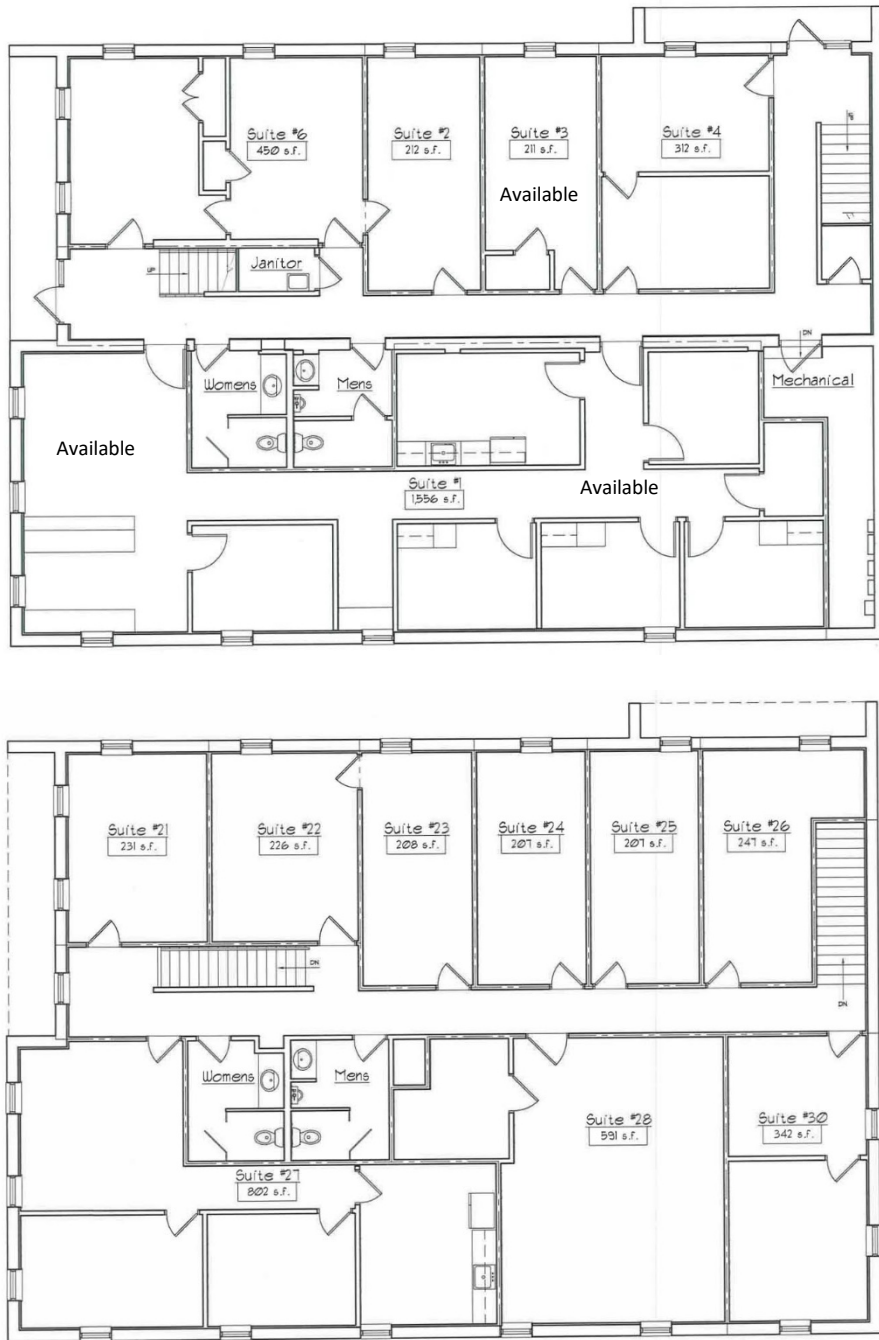 Suite #6
450 s.f.
Suite #2
212 s.f.
Suite #3
211 s.f.
Available
Suite #4
312 s.f.
UP
UP
Janitor
DN
Womens
Mens
Mechanical
Available
Suite #1
1,556 s.f.
Available
Suite #21
231 s.f.
Suite #22
226 s.f.
Suite #23
208 s.f.
Suite #24
207 s.f.
Suite #25
207 s.f.
Suite #26
247 s.f.
DN
DN
Womens
Mens
Suite #28
591 s.f.
Suite #30
342 s.f.
Suite #27
802 s.f.